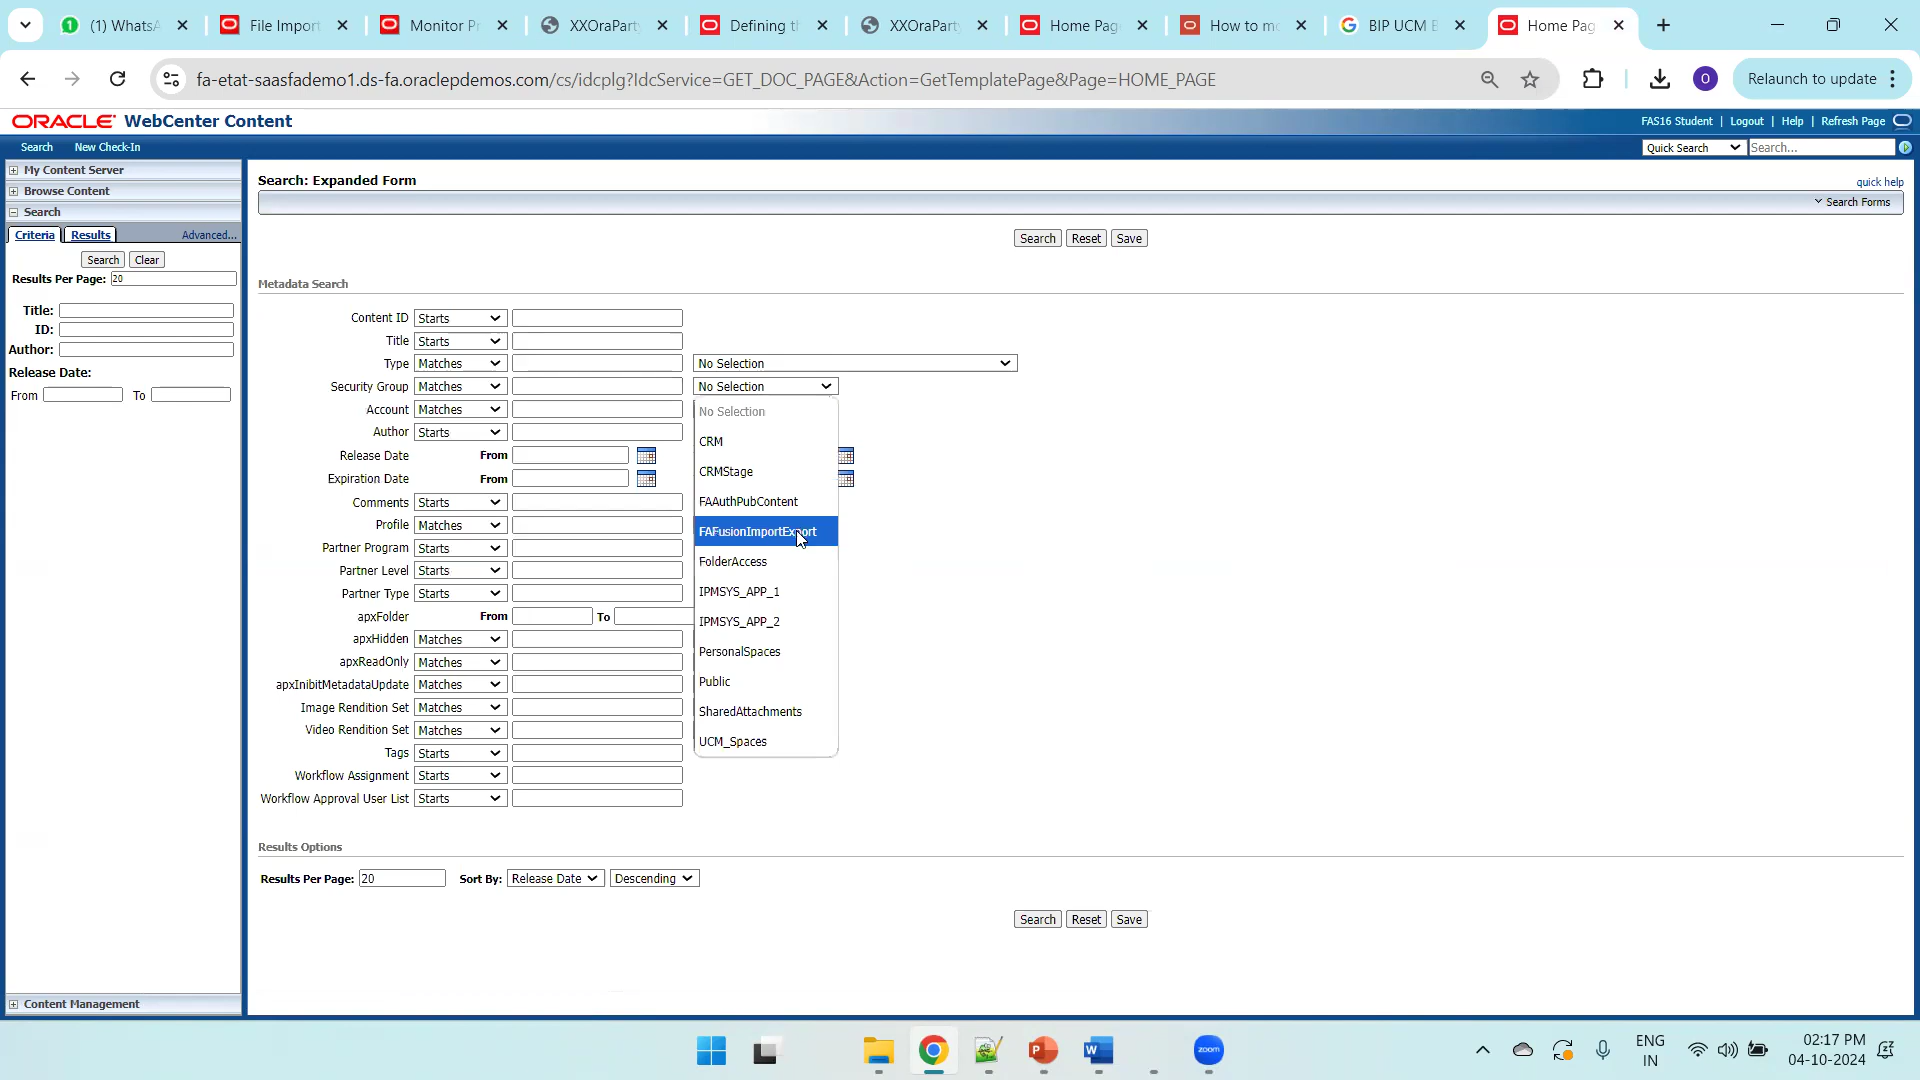 (1) WhatsA
File Import
Monitor Pr
XXOraParty
Defining th
XXOraParty
Home Pag
How to mo
BIP UCM B
Home Pag
fa-etat-saasfademo1.ds-fa.oraclepdemos.com/cs/idcplg?IdcService=GET_DOC_PAGE&Action=GetTemplatePage&Page=HOME_PAGE
O
Relaunch to update
ORACLE WebCenter Content
FAS16 Student | Logout | Help | Refresh Page
Search New Check-In
Quick Search Search...
My Content Server
Browse Content
Search
Criteria Results Advanced...
Search Clear
Results Per Page: 20
Title:
ID:
Author:
Release Date:
From To
Content Management
Search: Expanded Form
quick help
Search Forms
Search Reset Save
Metadata Search
Content ID Starts
Title Starts
Type Matches No Selection
Security Group Matches No Selection
Account Matches
Author Starts
Release Date From
Expiration Date From
Comments Starts
Profile Matches
Partner Program Starts
Partner Level Starts
Partner Type Starts
apxFolder From To
apxHidden Matches
apxReadOnly Matches
apxInibitMetadataUpdate Matches
Image Rendition Set Matches
Video Rendition Set Matches
Tags Starts
Workflow Assignment Starts
Workflow Approval User List Starts
No Selection
CRM
CRMStage
FAAuthPubContent
FAFusionImportExport
FolderAccess
IPMSYS_APP_1
IPMSYS_APP_2
PersonalSpaces
Public
SharedAttachments
UCM_Spaces
Results Options
Results Per Page: 20 Sort By: Release Date Descending
Search Reset Save
zoom
ENG
IN
02:17 PM
04-10-2024